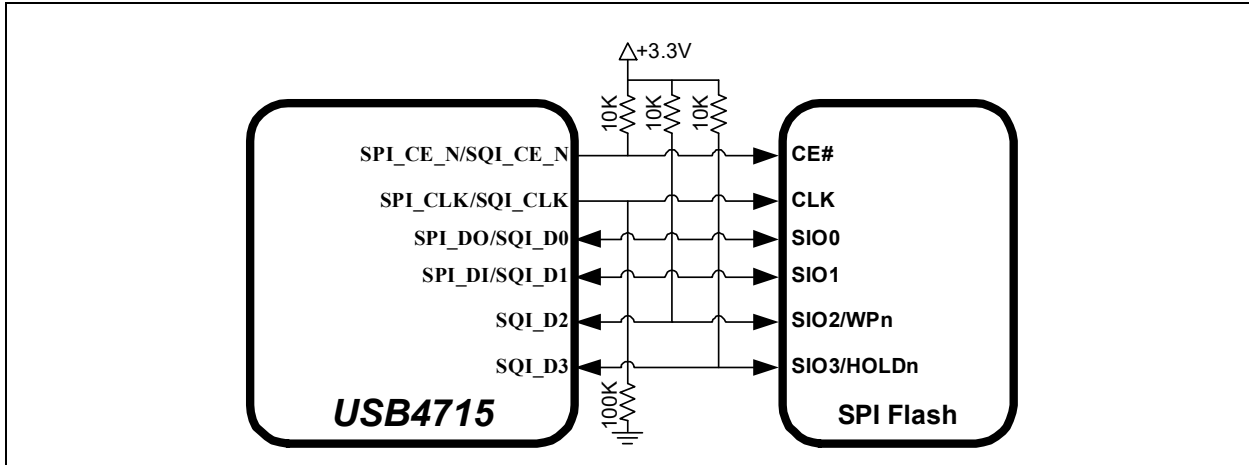 +3.3V
10K
10K
10K
SPI_CE_N/SQI_CE_N
CE#
SPI_CLK/SQI_CLK
CLK
SPI_DO/SQI_D0
SIO0
SPI_DI/SQI_D1
SIO1
SQI_D2
SIO2/WPn
SQI_D3
SIO3/HOLDn
100K
USB4715
SPI Flash